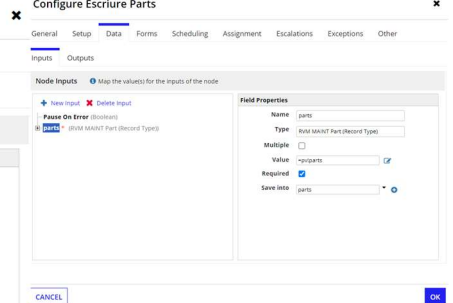 Configure Escriure Parts
General Setup Data Forms Scheduling Assignment Escalations Exceptions Other
Inputs Outputs
Node Inputs Map the value(s) for the inputs of the node
New Input Delete Input
Pause On Error (Boolean)
parts * (RVM MAINT Part (Record Type))
Field Properties
Name parts
Type RVM MAINT Part (Record Type)
Multiple
Value =pv!parts
Required
Save into parts
CANCEL OK